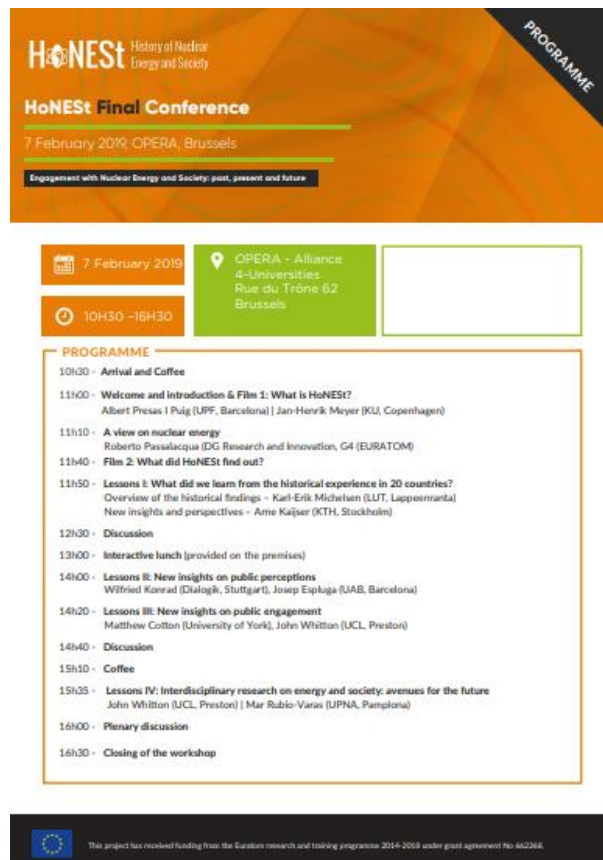 PROGRAMME
HoNESt History of Nuclear
Energy and Society
HoNESt Final Conference
7 February 2019, OPERA, Brussels
Engagement with Nuclear Energy and Society: past, present and future
7 February 2019
10H30 -16H30
OPERA - Alliance
4-Universities
Rue du Trône 62
Brussels
PROGRAMME
10h30 - Arrival and Coffee
11h00 - Welcome and introduction & Film 1: What is HoNESt?
Albert Presas I Puig (UPF, Barcelona) | Jan-Henrik Meyer (KU, Copenhagen)
11h10 - A view on nuclear energy
Roberto Passalacqua (DG Research and Innovation, G4 (EURATOM)
11h40 - Film 2: What did HoNESt find out?
11h50 - Lessons I: What did we learn from the historical experience in 20 countries?
Overview of the historical findings – Karl-Erik Michelsen (LUT, Lappeenranta)
New insights and perspectives – Arne Kaijser (KTH, Stockholm)
12h30 - Discussion
13h00 - Interactive lunch (provided on the premises)
14h00 - Lessons II: New insights on public perceptions
Wilfried Konrad (Dialogik, Stuttgart), Josep Espluga (UAB, Barcelona)
14h20 - Lessons III: New insights on public engagement
Matthew Cotton (University of York), John Whitton (UCL, Preston)
14h40 - Discussion
15h10 - Coffee
15h35 - Lessons IV: Interdisciplinary research on energy and society: avenues for the future
John Whitton (UCL, Preston) | Mar Rubio-Varas (UPNA, Pamplona)
16h00 - Plenary discussion
16h30 - Closing of the workshop
This project has received funding from the Euratom research and training programme 2014-2018 under grant agreement No 662268.